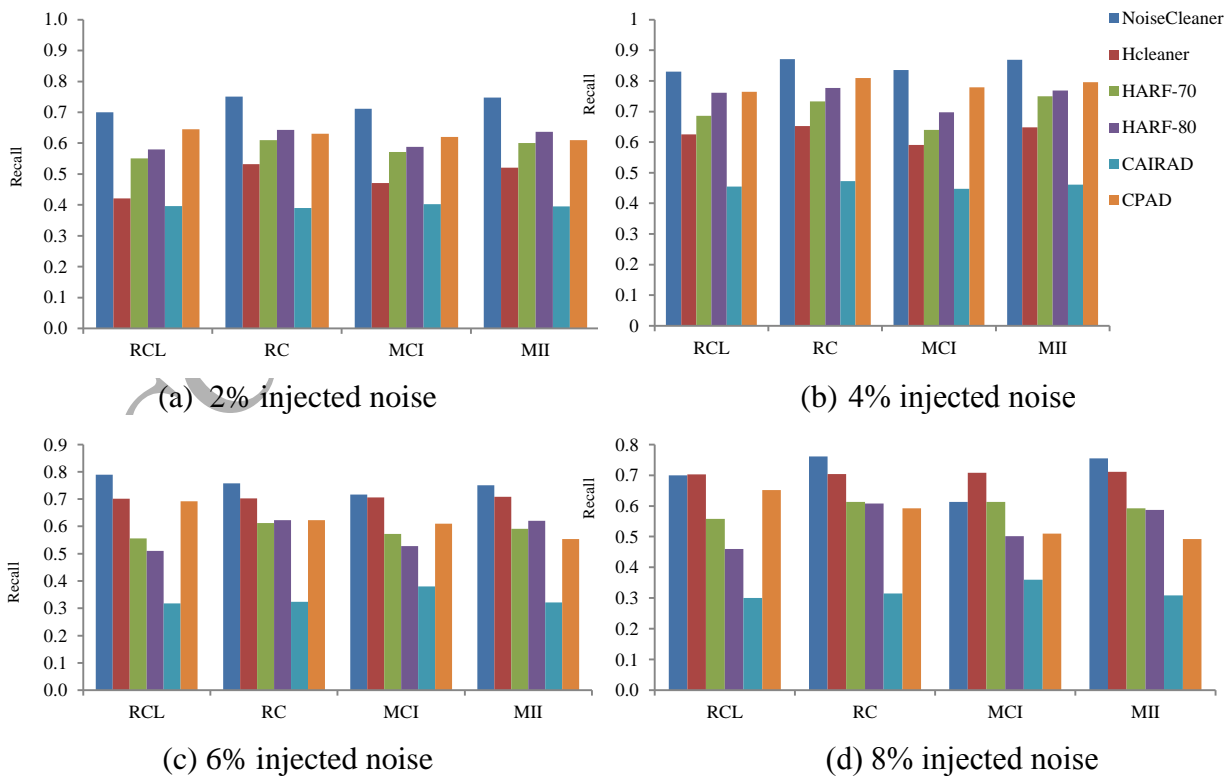 1.0
0.9
0.8
0.7
0.6
0.5
0.4
0.3
0.2
0.1
0.0
Recall
RCL RC MCI MII
(a) 2% injected noise
1
0.9
0.8
0.7
0.6
0.5
0.4
0.3
0.2
0.1
0
Recall
RCL RC MCI MII
(b) 4% injected noise
NoiseCleaner
Hcleaner
HARF-70
HARF-80
CAIRAD
CPAD
0.9
0.8
0.7
0.6
0.5
0.4
0.3
0.2
0.1
0.0
Recall
RCL RC MCI MII
(c) 6% injected noise
0.8
0.7
0.6
0.5
0.4
0.3
0.2
0.1
0.0
Recall
RCL RC MCI MII
(d) 8% injected noise